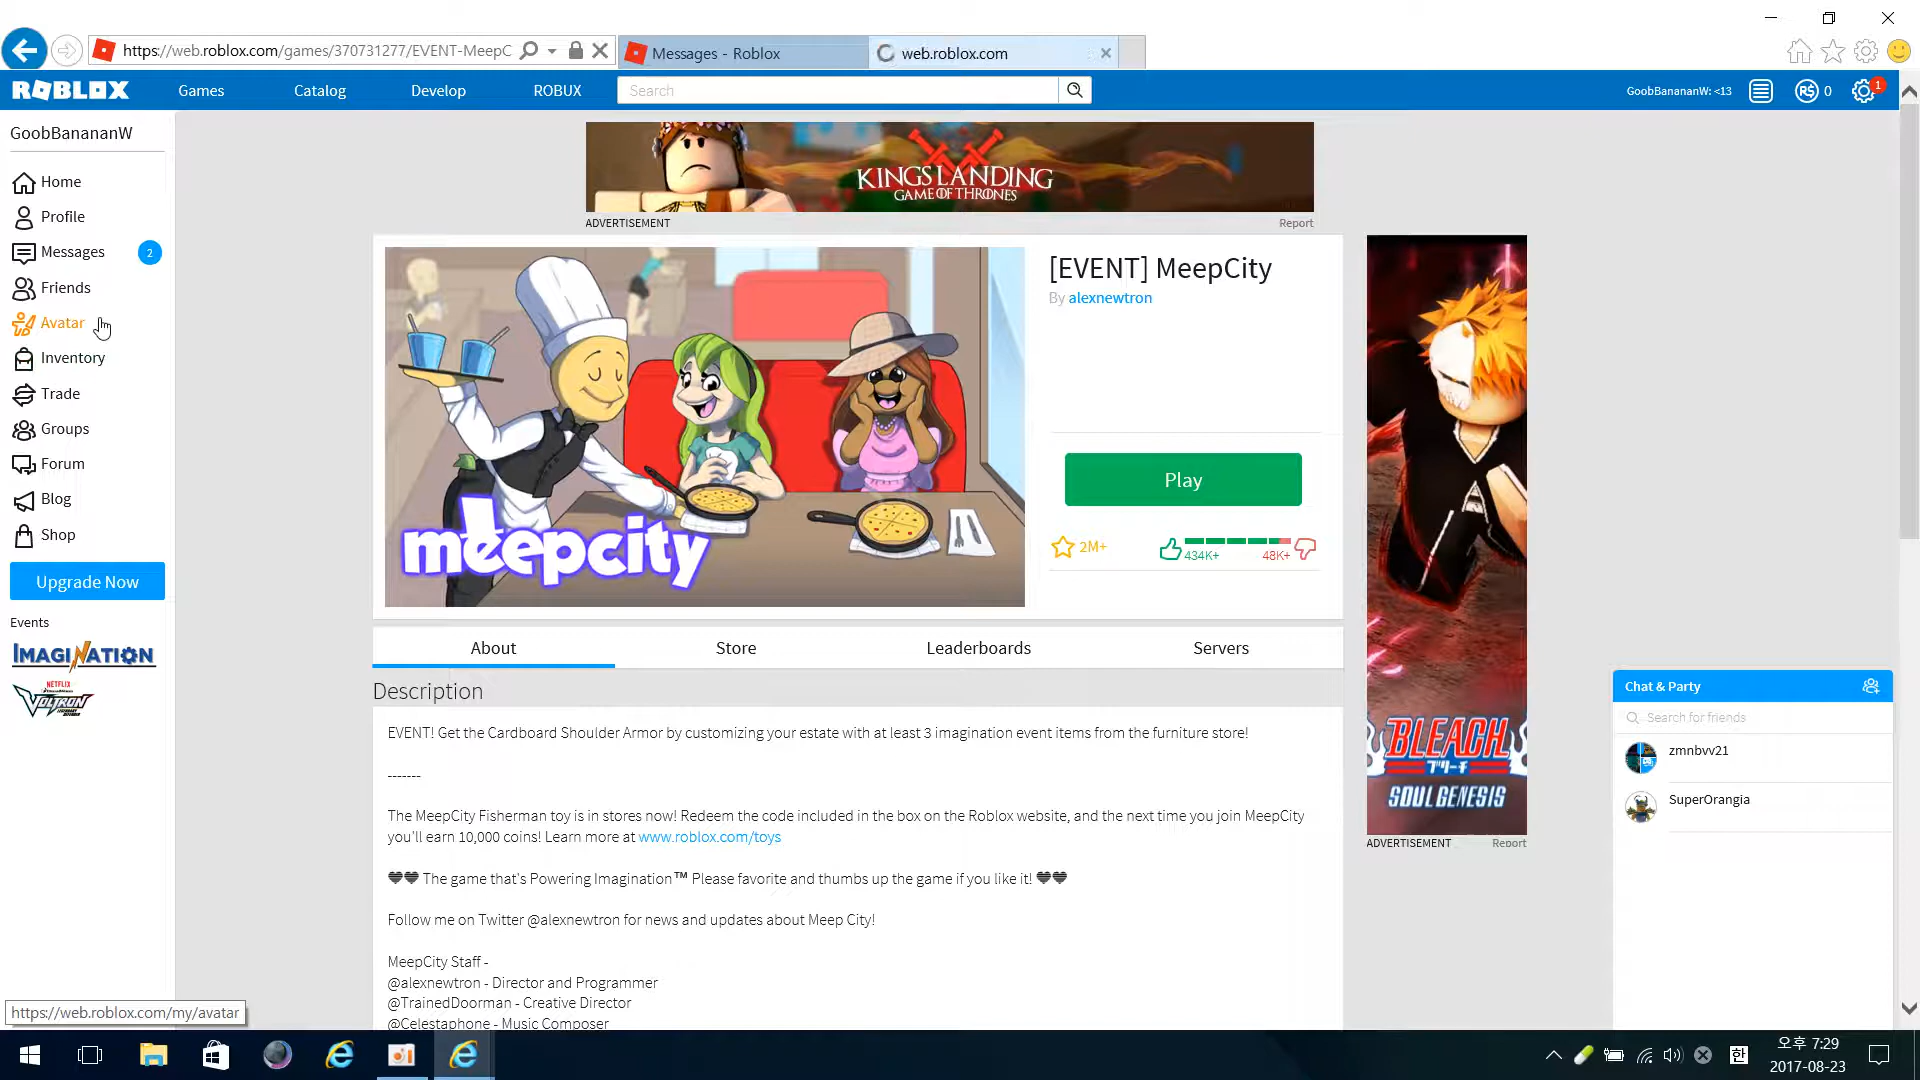 https://web.roblox.com/games/370731277/EVENT-MeepC
Messages - Roblox
web.roblox.com
ROBLOX
Games
Catalog
Develop
ROBUX
Search
GoobBanananW: <13
R$ 0
1
GoobBanananW
Home
Profile
Messages
2
Friends
Avatar
Inventory
Trade
Groups
Forum
Blog
Shop
Upgrade Now
Events
IMAGINATION
NETFLIX
VOLTRON
KINGS LANDING
GAME OF THRONES
ADVERTISEMENT
Report
meepcity
[EVENT] MeepCity
By alexnewtron
Play
2M+
434K+
48K+
About
Store
Leaderboards
Servers
Description
EVENT! Get the Cardboard Shoulder Armor by customizing your estate with at least 3 imagination event items from the furniture store!
-------
The MeepCity Fisherman toy is in stores now! Redeem the code included in the box on the Roblox website, and the next time you join MeepCity
you'll earn 10,000 coins! Learn more at www.roblox.com/toys
🖤🖤 The game that's Powering Imagination™ Please favorite and thumbs up the game if you like it! 🖤🖤
Follow me on Twitter @alexnewtron for news and updates about Meep City!
MeepCity Staff -
@alexnewtron - Director and Programmer
@TrainedDoorman - Creative Director
@Celestaphone - Music Composer
BLEACH
ブリーチ
SOUL GENESIS
ADVERTISEMENT
Report
Chat & Party
Search for friends
zmnbvv21
SuperOrangia
https://web.roblox.com/my/avatar
한
오후 7:29
2017-08-23